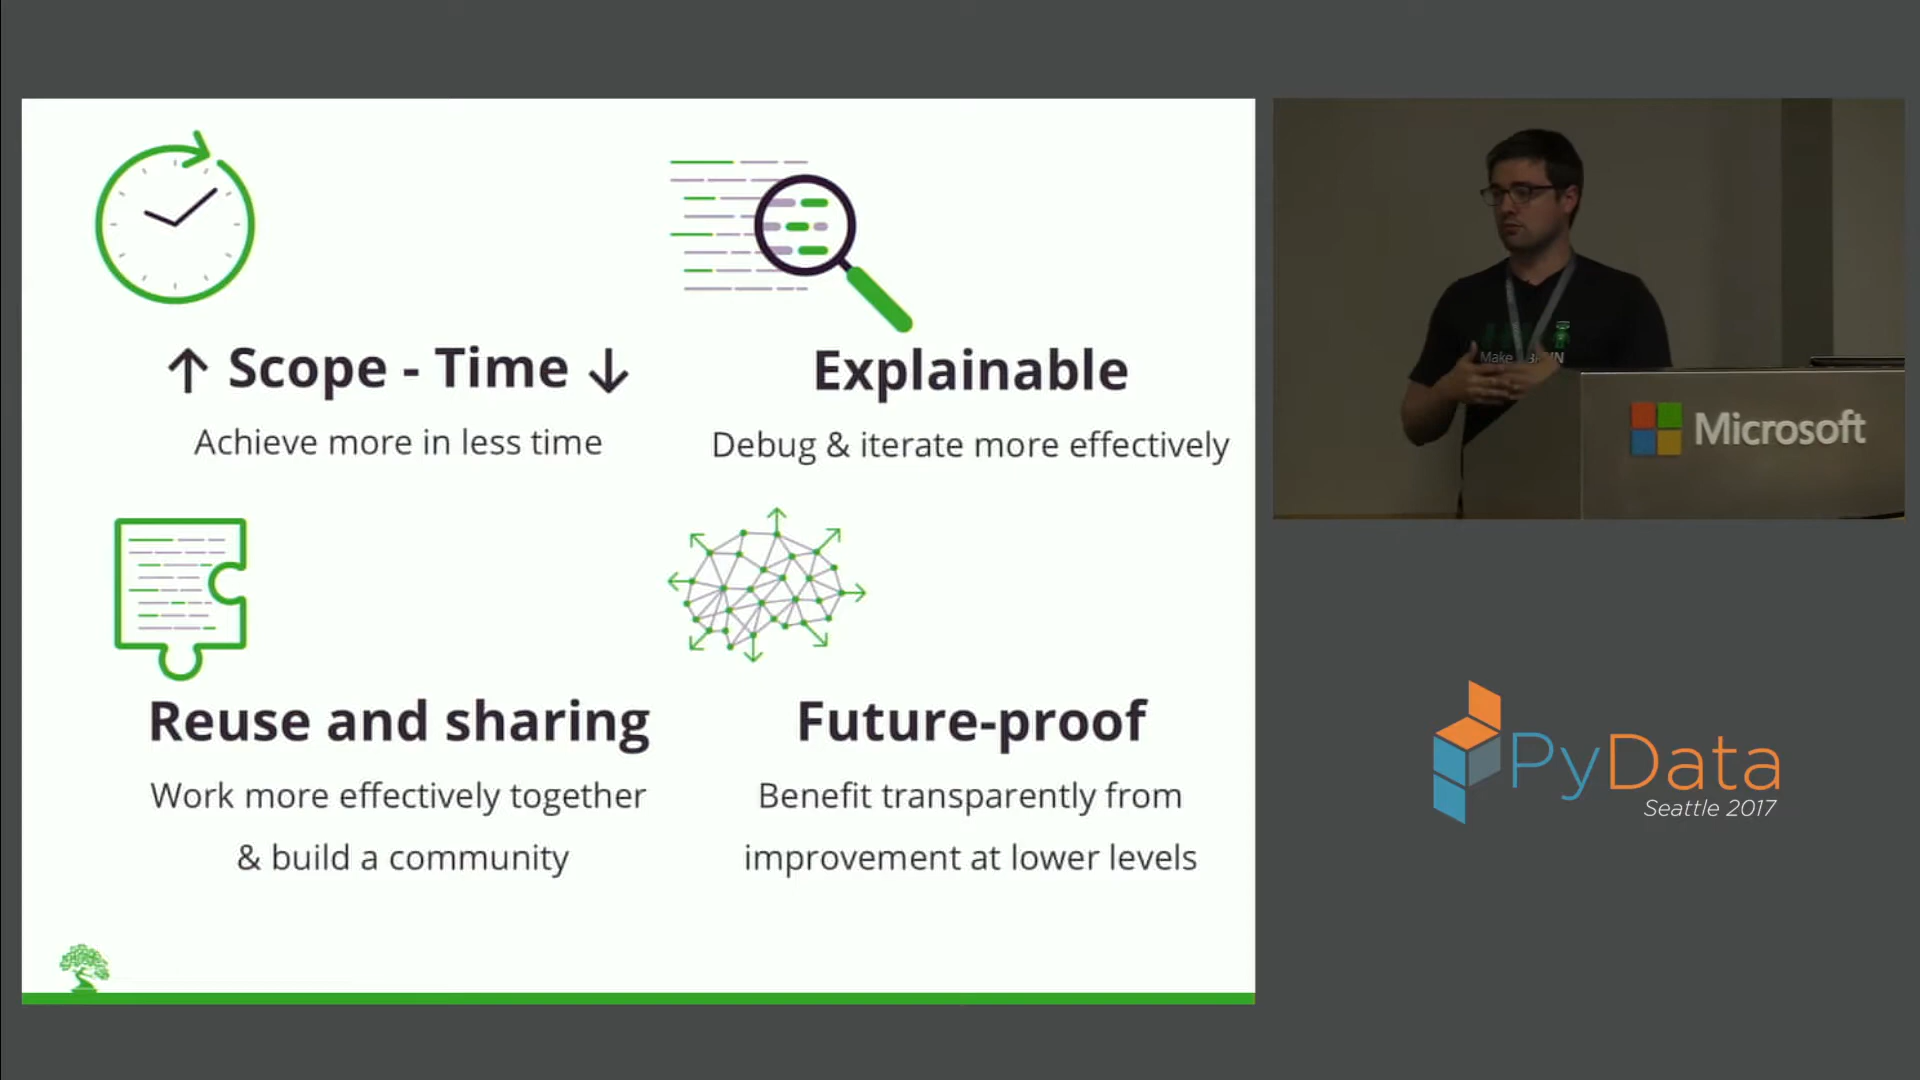 ↑ Scope - Time ↓
Achieve more in less time
Explainable
Debug & iterate more effectively
Reuse and sharing
Work more effectively together
& build a community
Future-proof
Benefit transparently from
improvement at lower levels
Make
Microsoft
PyData
Seattle 2017